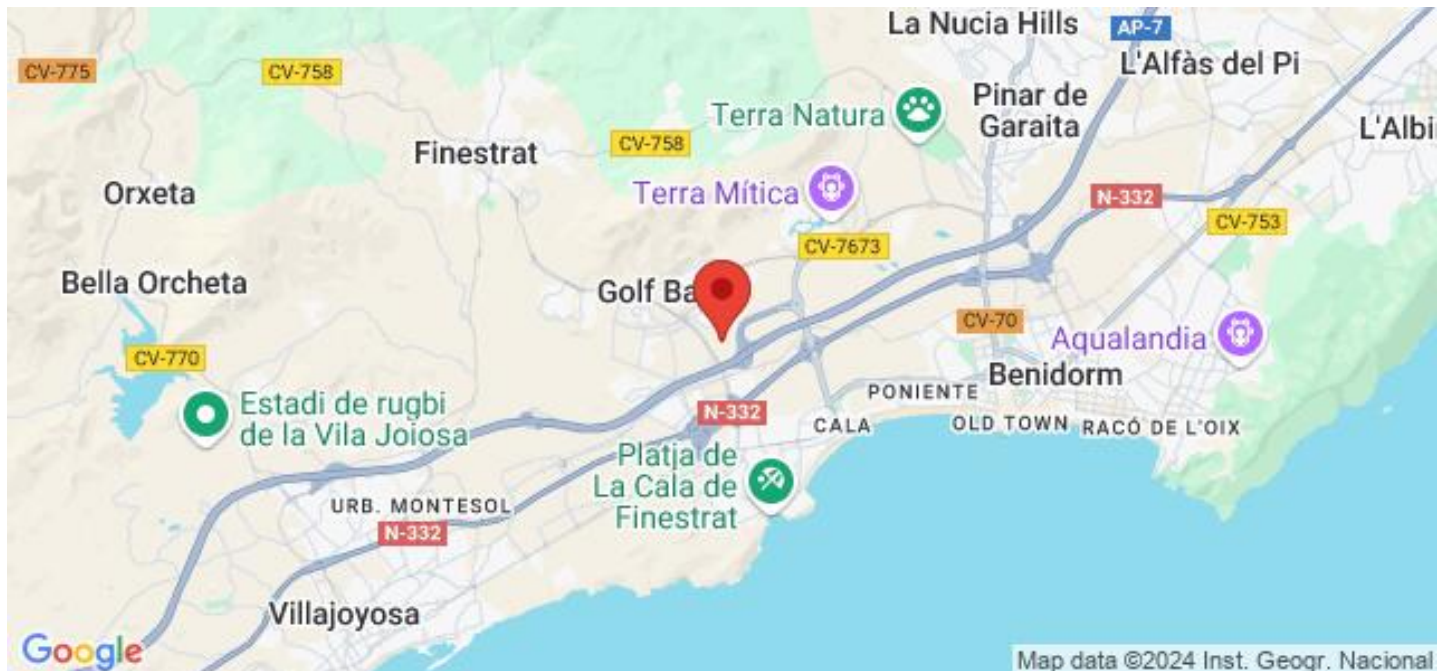 La Nucia Hills
AP-7
L'Alfàs del Pi
CV-775
CV-758
Terra Natura
Pinar de
Garaita
L'Albi
Finestrat
CV-758
Orxeta
Terra Mítica
N-332
CV-753
CV-7673
Bella Orcheta
Golf Ba
CV-70
Aqualandia
CV-770
Benidorm
PONIENTE
Estadi de rugbi
de la Vila Joiosa
N-332
CALA
OLD TOWN
RACÓ DE L'OIX
Platja de
La Cala de
Finestrat
URB. MONTESOL
N-332
Villajoyosa
Google
Map data ©2024 Inst. Geogr. Nacional